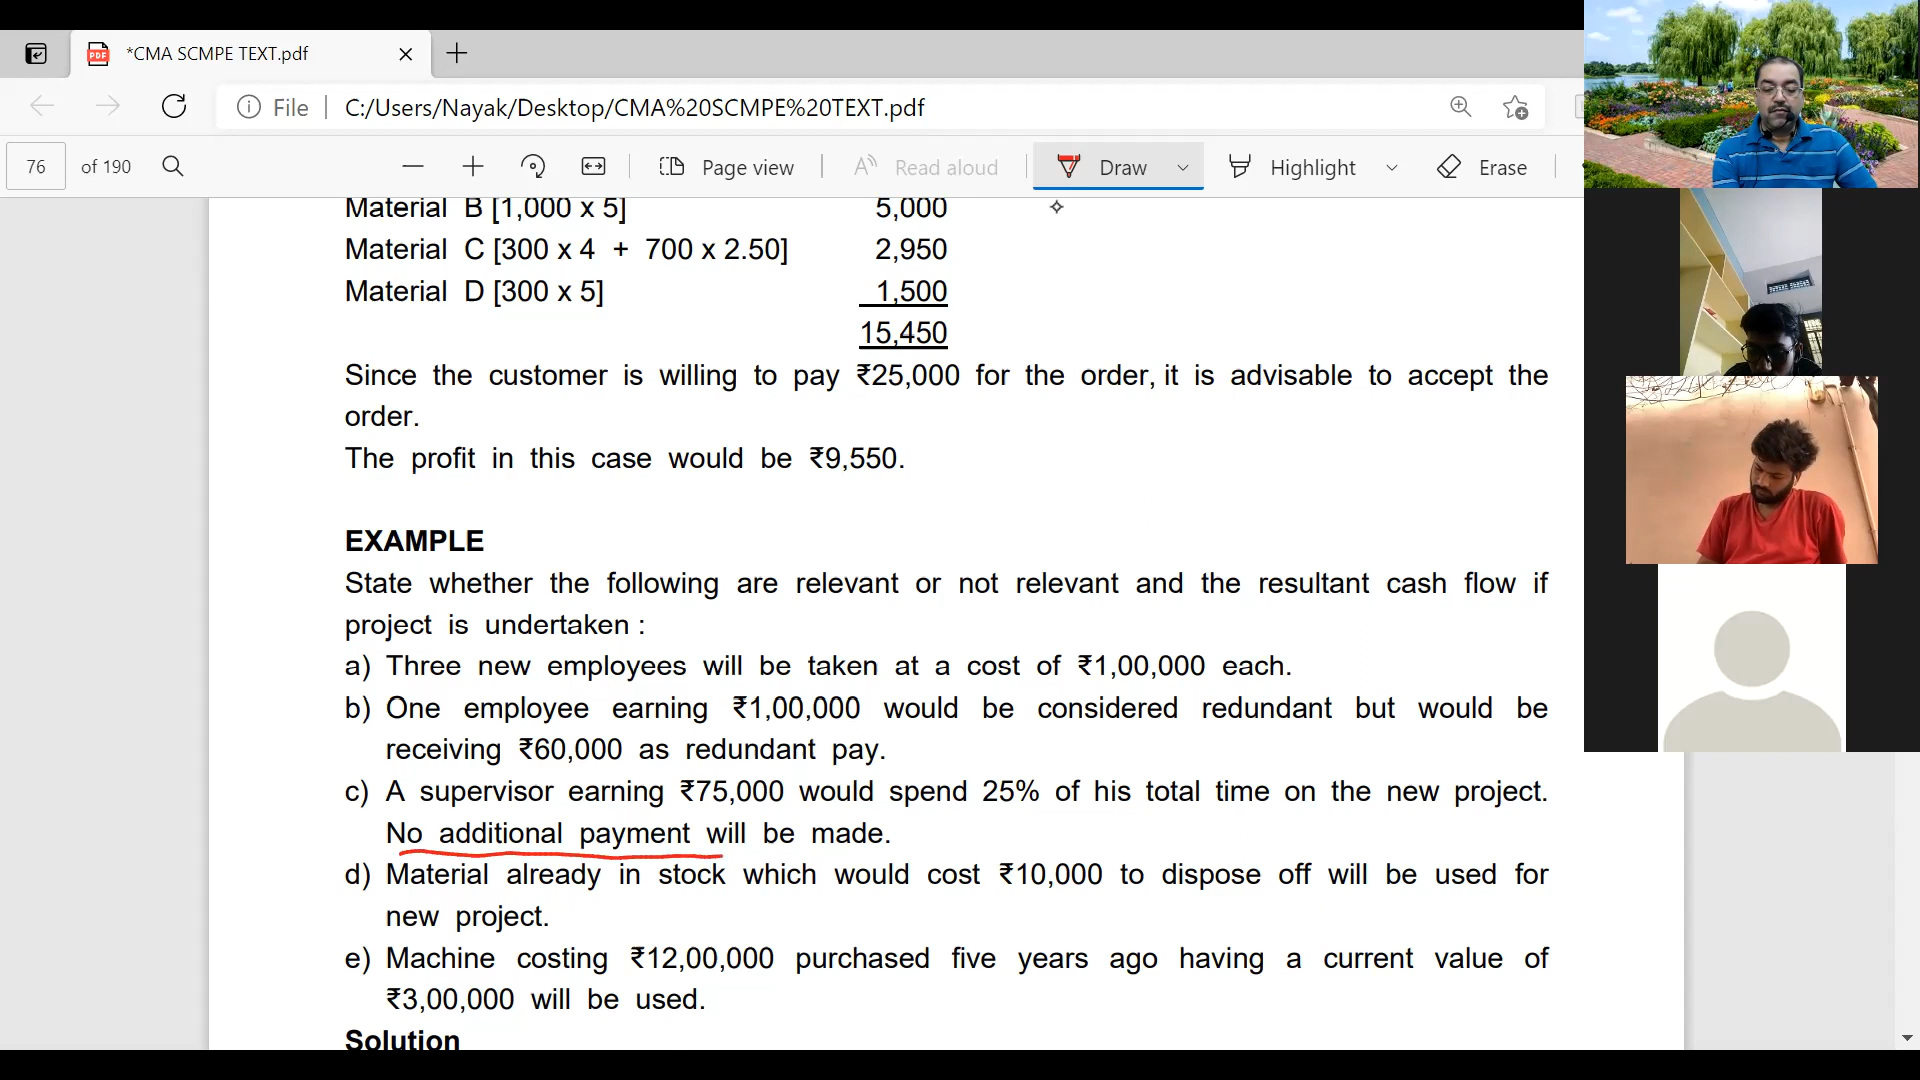 *CMA SCMPE TEXT.pdf
File | C:/Users/Nayak/Desktop/CMA%20SCMPE%20TEXT.pdf
76 of 190 Page view Read aloud Draw Highlight Erase
Material B [1,000 x 5] 5,000
Material C [300 x 4 + 700 x 2.50] 2,950
Material D [300 x 5] 1,500
15,450
Since the customer is willing to pay ₹25,000 for the order, it is advisable to accept the
order.
The profit in this case would be ₹9,550.
EXAMPLE
State whether the following are relevant or not relevant and the resultant cash flow if
project is undertaken :
a) Three new employees will be taken at a cost of ₹1,00,000 each.
b) One employee earning ₹1,00,000 would be considered redundant but would be
receiving ₹60,000 as redundant pay.
c) A supervisor earning ₹75,000 would spend 25% of his total time on the new project.
No additional payment will be made.
d) Material already in stock which would cost ₹10,000 to dispose off will be used for
new project.
e) Machine costing ₹12,00,000 purchased five years ago having a current value of
₹3,00,000 will be used.
Solution